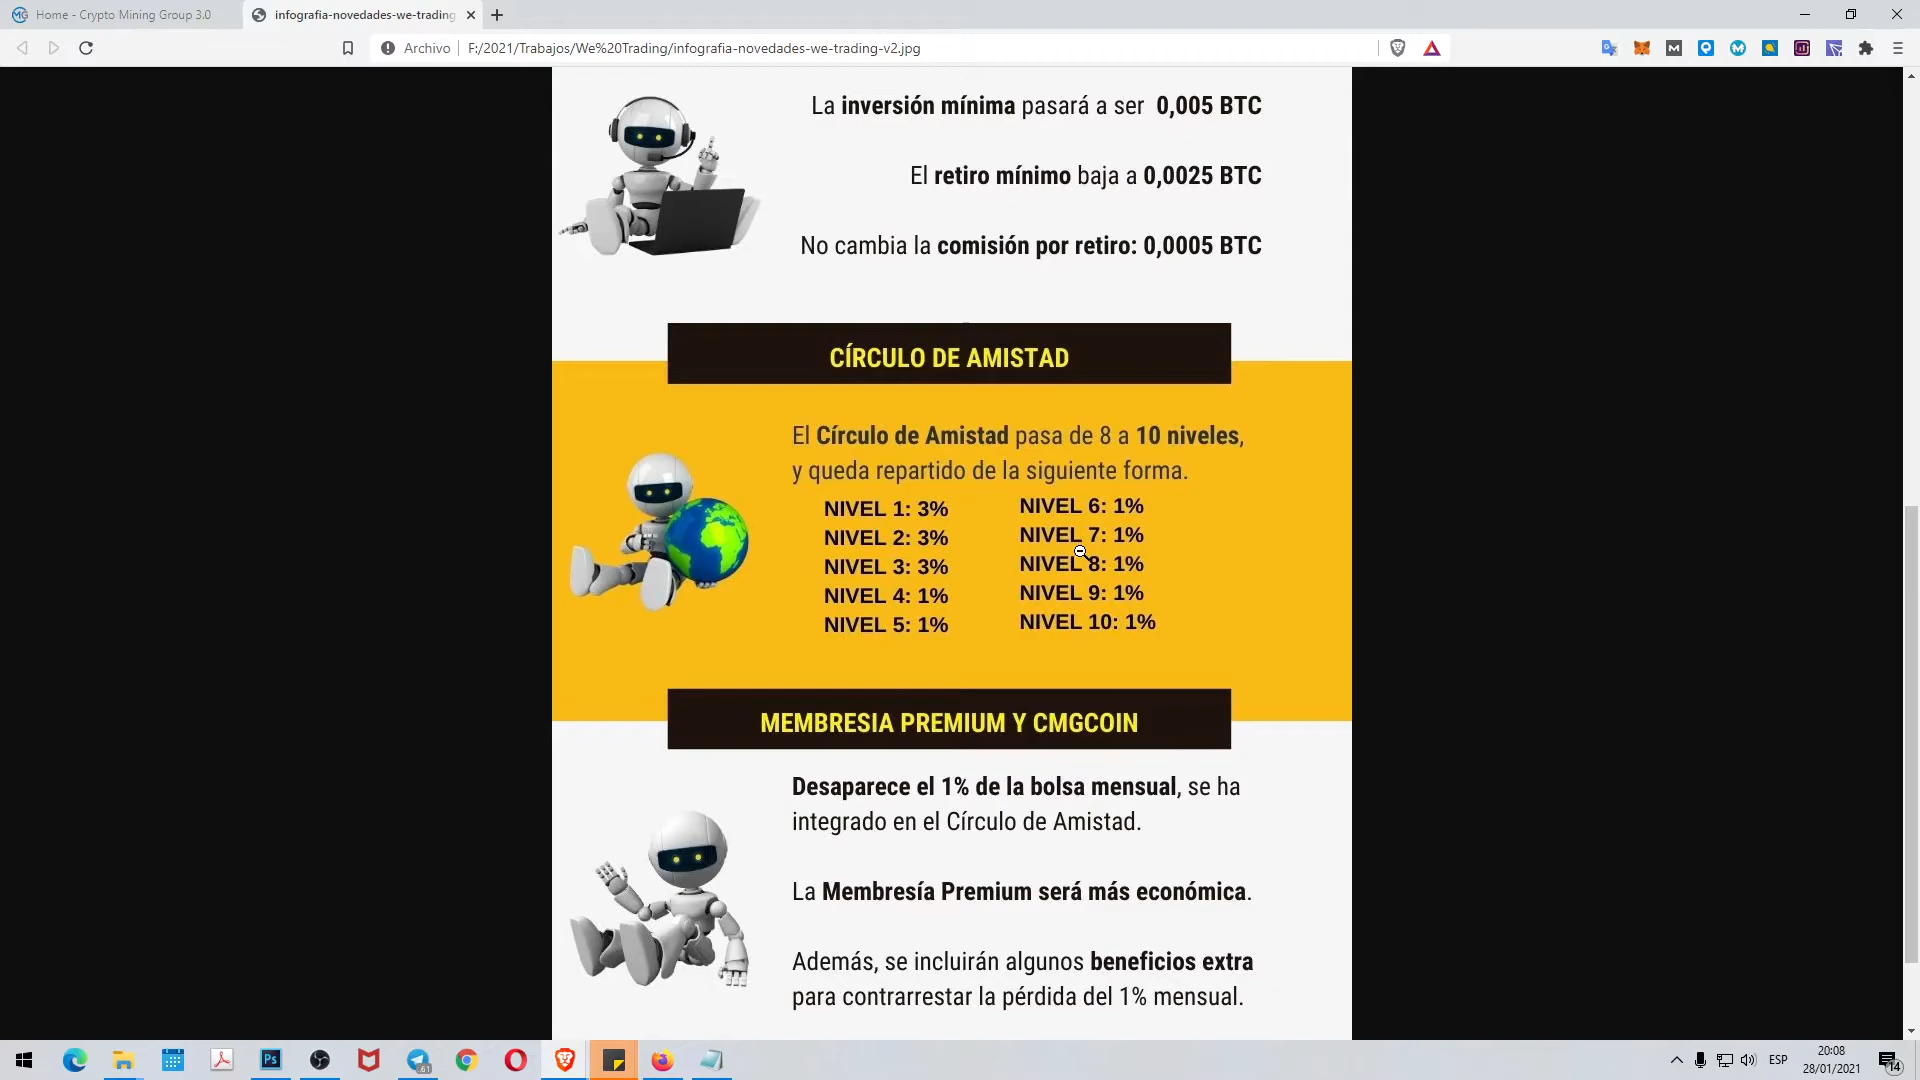 Home - Crypto Mining Group 3.0
infografia-novedades-we-trading
Archivo
F:/2021/Trabajos/We%20Trading/infografia-novedades-we-trading-v2.jpg
La inversión mínima pasará a ser 0,005 BTC
El retiro mínimo baja a 0,0025 BTC
No cambia la comisión por retiro: 0,0005 BTC
CÍRCULO DE AMISTAD
El Círculo de Amistad pasa de 8 a 10 niveles,
y queda repartido de la siguiente forma.
NIVEL 1: 3%
NIVEL 2: 3%
NIVEL 3: 3%
NIVEL 4: 1%
NIVEL 5: 1%
NIVEL 6: 1%
NIVEL 7: 1%
NIVEL 8: 1%
NIVEL 9: 1%
NIVEL 10: 1%
MEMBRESIA PREMIUM Y CMGCOIN
Desaparece el 1% de la bolsa mensual, se ha
integrado en el Círculo de Amistad.
La Membresía Premium será más económica.
Además, se incluirán algunos beneficios extra
para contrarrestar la pérdida del 1% mensual.
Ps
61
ESP
20:08
28/01/2021
14